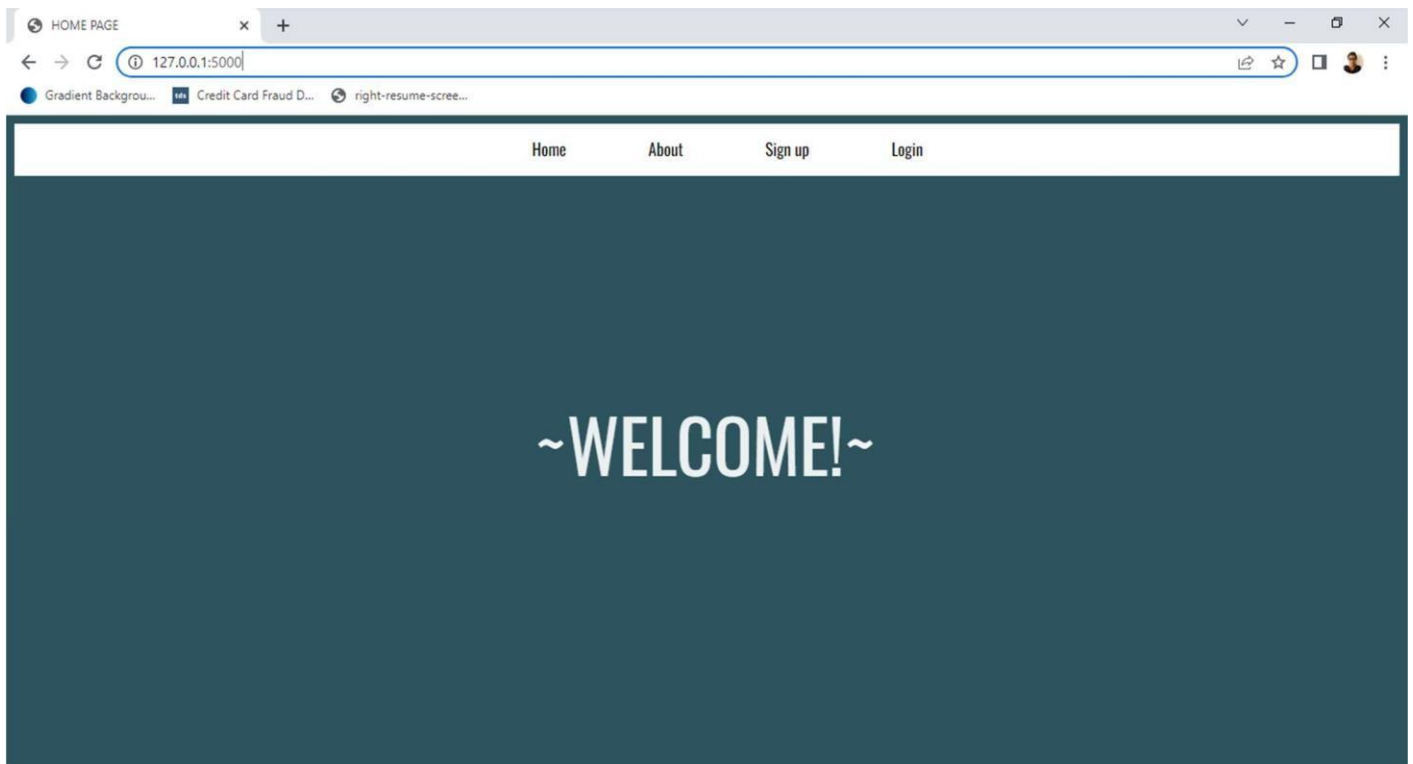 HOME PAGE
127.0.0.1:5000
Gradient Backgrou... tds Credit Card Fraud D... right-resume-scree...
Home About Sign up Login
~WELCOME!~